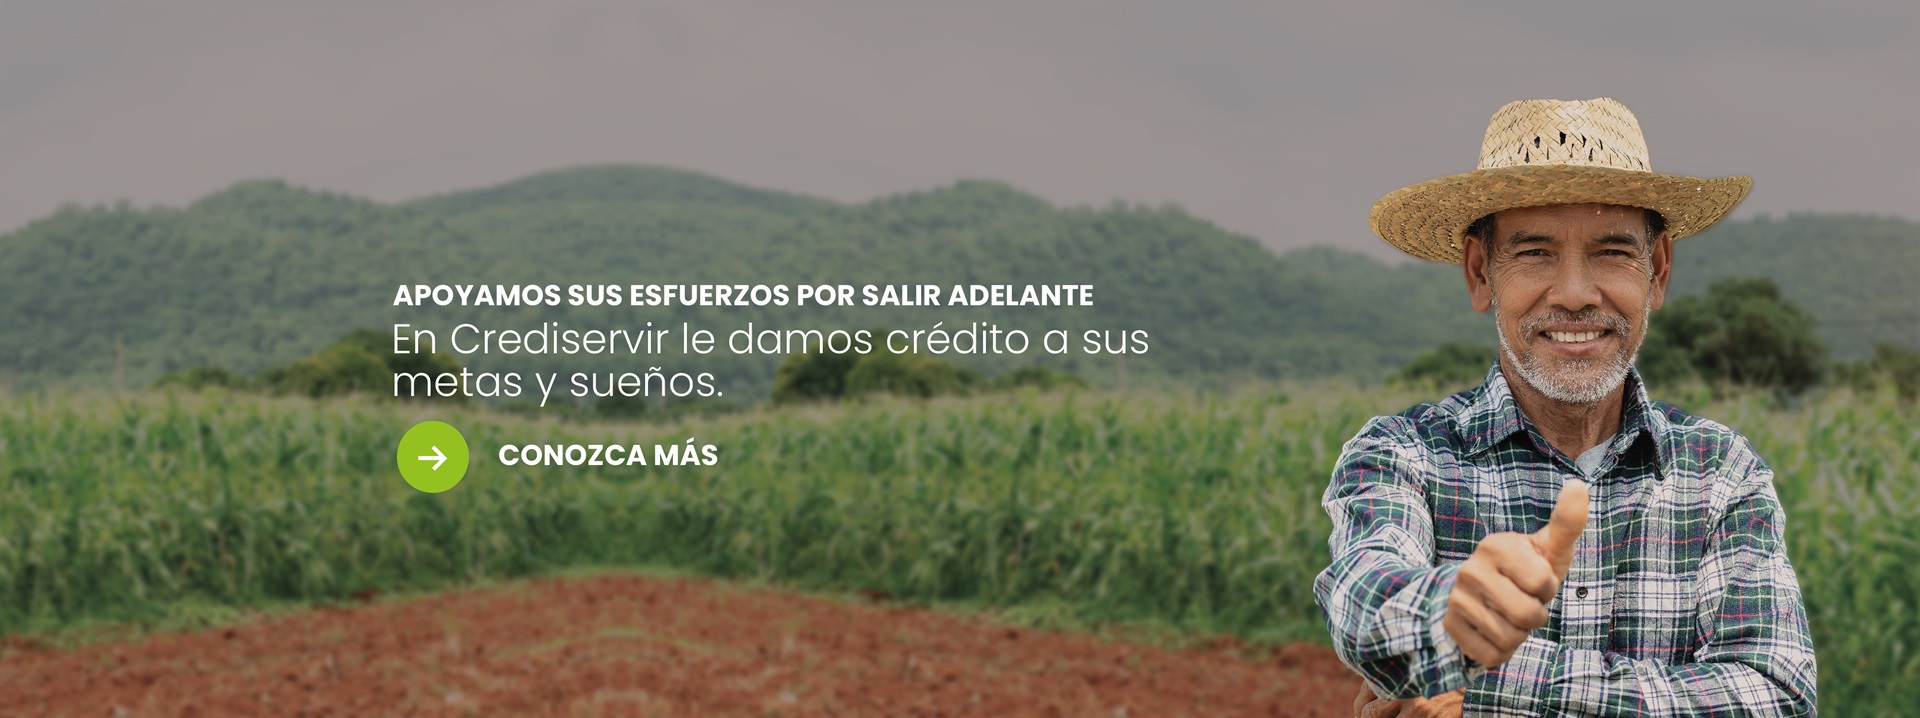 APOYAMOS SUS ESFUERZOS POR SALIR ADELANTE
En Crediservir le damos crédito a sus
metas y sueños.
CONOZCA MÁS